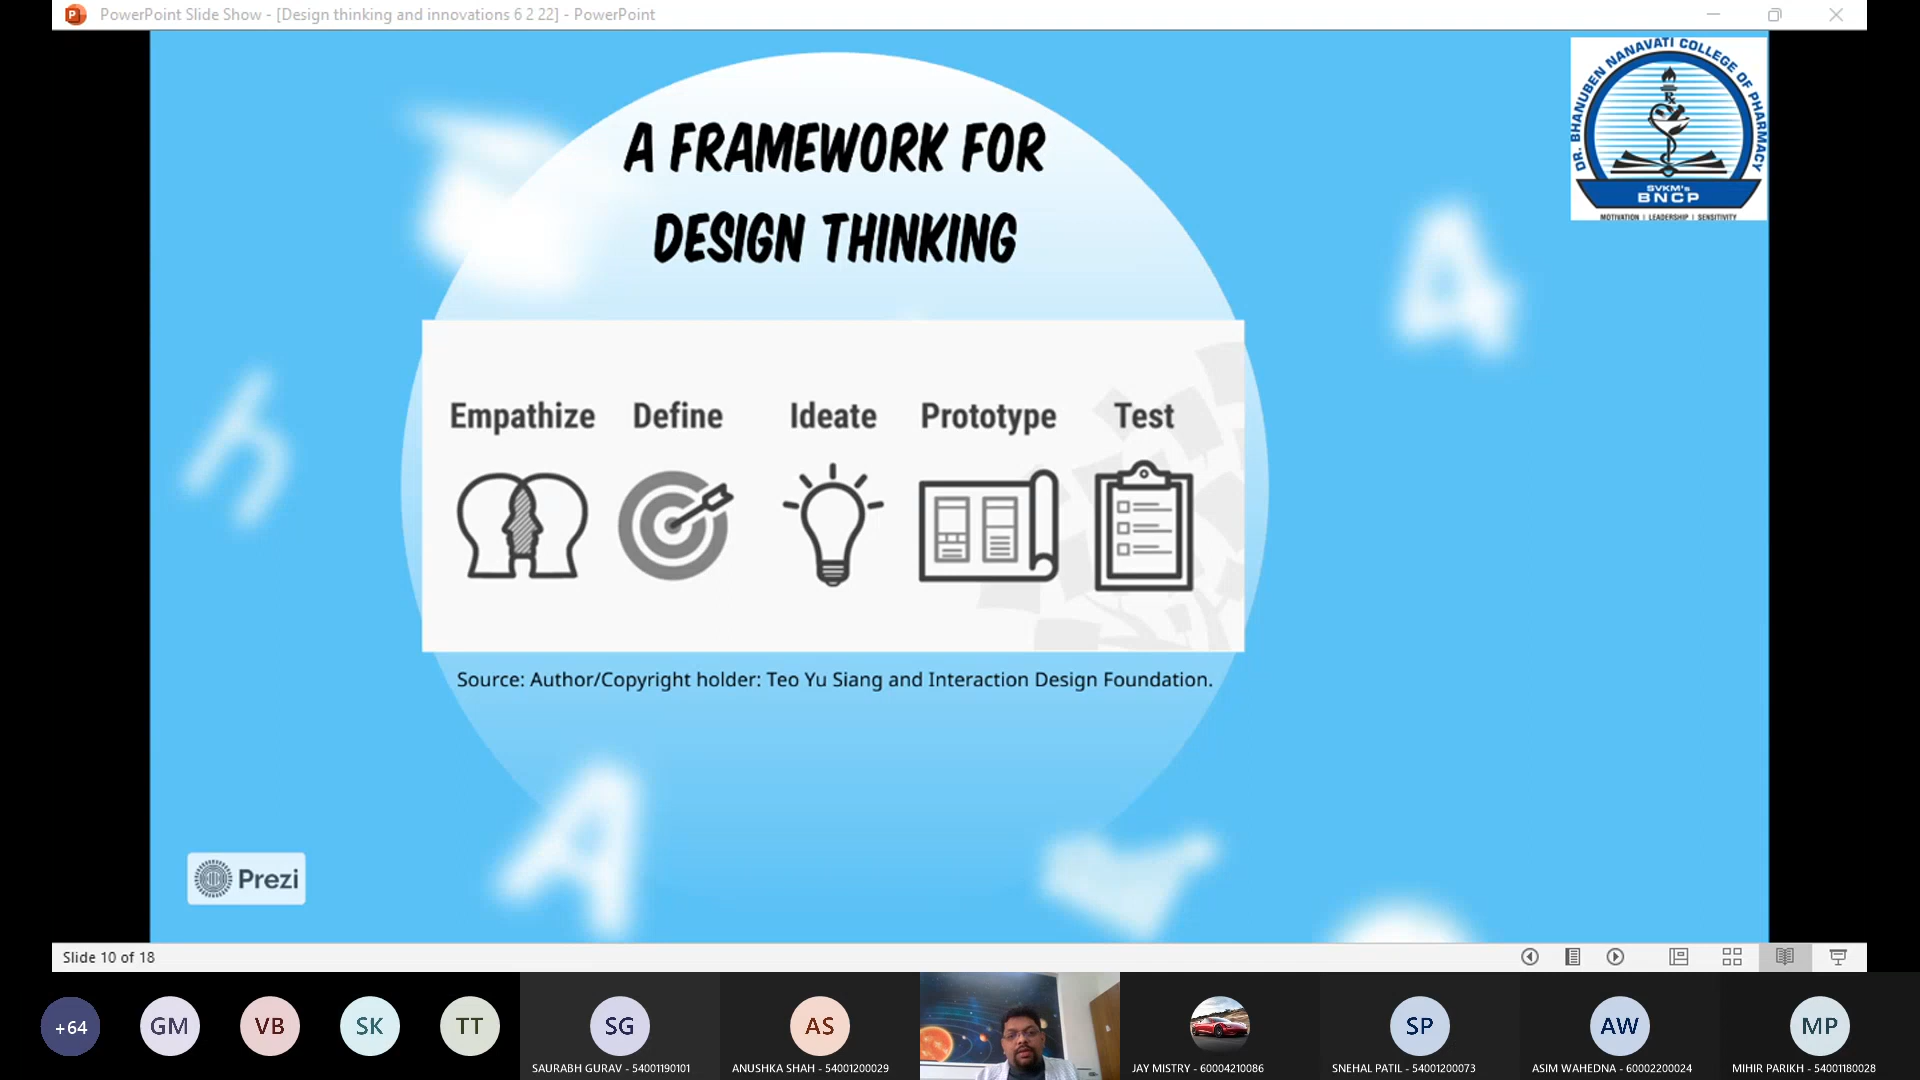 PowerPoint Slide Show - [Design thinking and innovations 6 2 22] - PowerPoint
DR. BHANUBEN NANAVATI COLLEGE OF PHARMACY
Rx
SVKM's
BNCP
MOTIVATION | LEADERSHIP | SENSITIVITY
A FRAMEWORK FOR
DESIGN THINKING
Empathize Define Ideate Prototype Test
Source: Author/Copyright holder: Teo Yu Siang and Interaction Design Foundation.
Prezi
Slide 10 of 18
+64 GM VB SK TT SG AS SP AW MP
SAURABH GURAV - 54001190101 ANUSHKA SHAH - 54001200029 JAY MISTRY - 60004210086 SNEHAL PATIL - 54001200073 ASIM WAHEDNA - 60002200024 MIHIR PARIKH - 54001180028